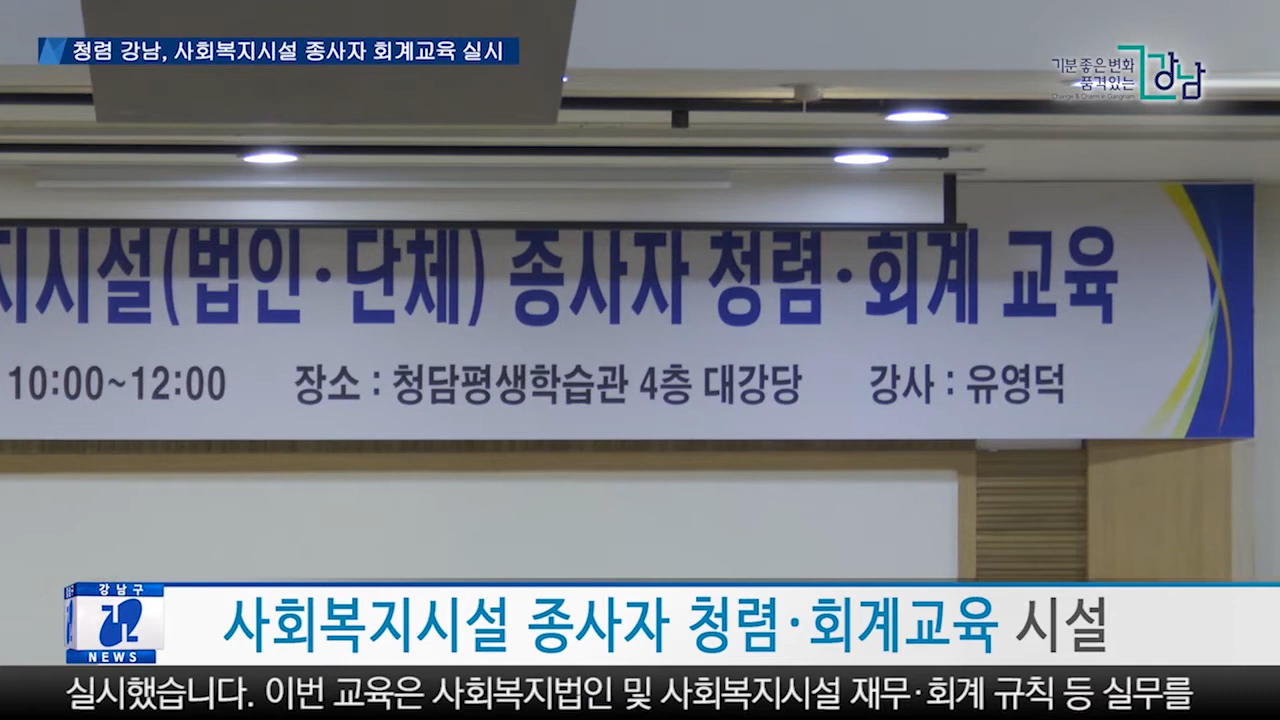 청렴 강남, 사회복지시설 종사자 회계교육 실시
기분 좋은 변화
품격있는
강남
Change & Charm in Gangnam
지시설(법인·단체) 종사자 청렴·회계 교육
10:00~12:00 장소 : 청담평생학습관 4층 대강당 강사 : 유영덕
강남구
NEWS
사회복지시설 종사자 청렴·회계교육 시설
실시했습니다. 이번 교육은 사회복지법인 및 사회복지시설 재무·회계 규칙 등 실무를